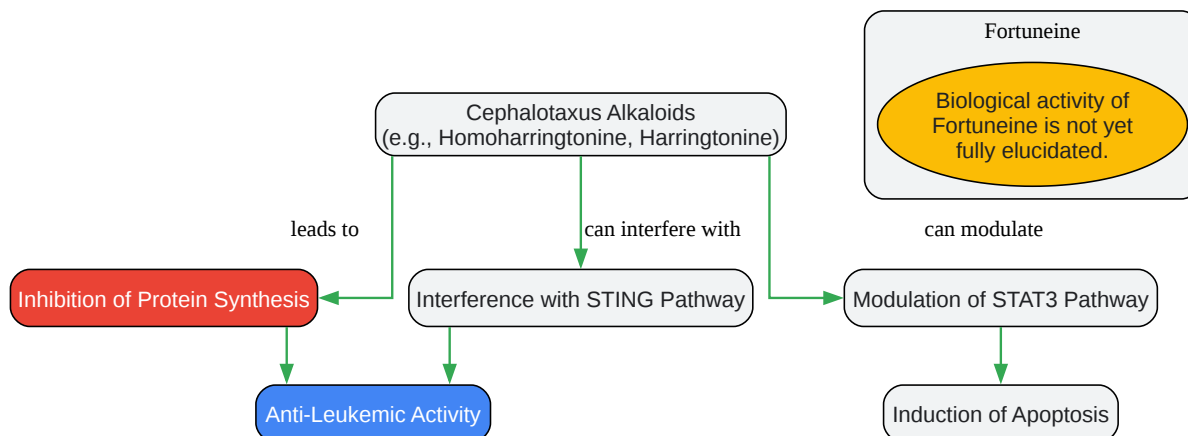 Fortuneine
Biological activity of
Fortuneine is not yet
fully elucidated.
Cephalotaxus Alkaloids
(e.g., Homoharringtonine, Harringtonine)
leads to
can interfere with
can modulate
Inhibition of Protein Synthesis
Interference with STING Pathway
Modulation of STAT3 Pathway
Anti-Leukemic Activity
Induction of Apoptosis